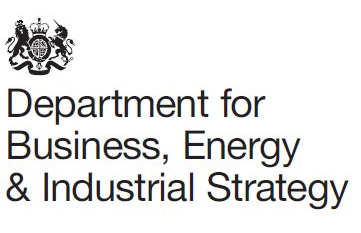 Department for
Business, Energy
& Industrial Strategy